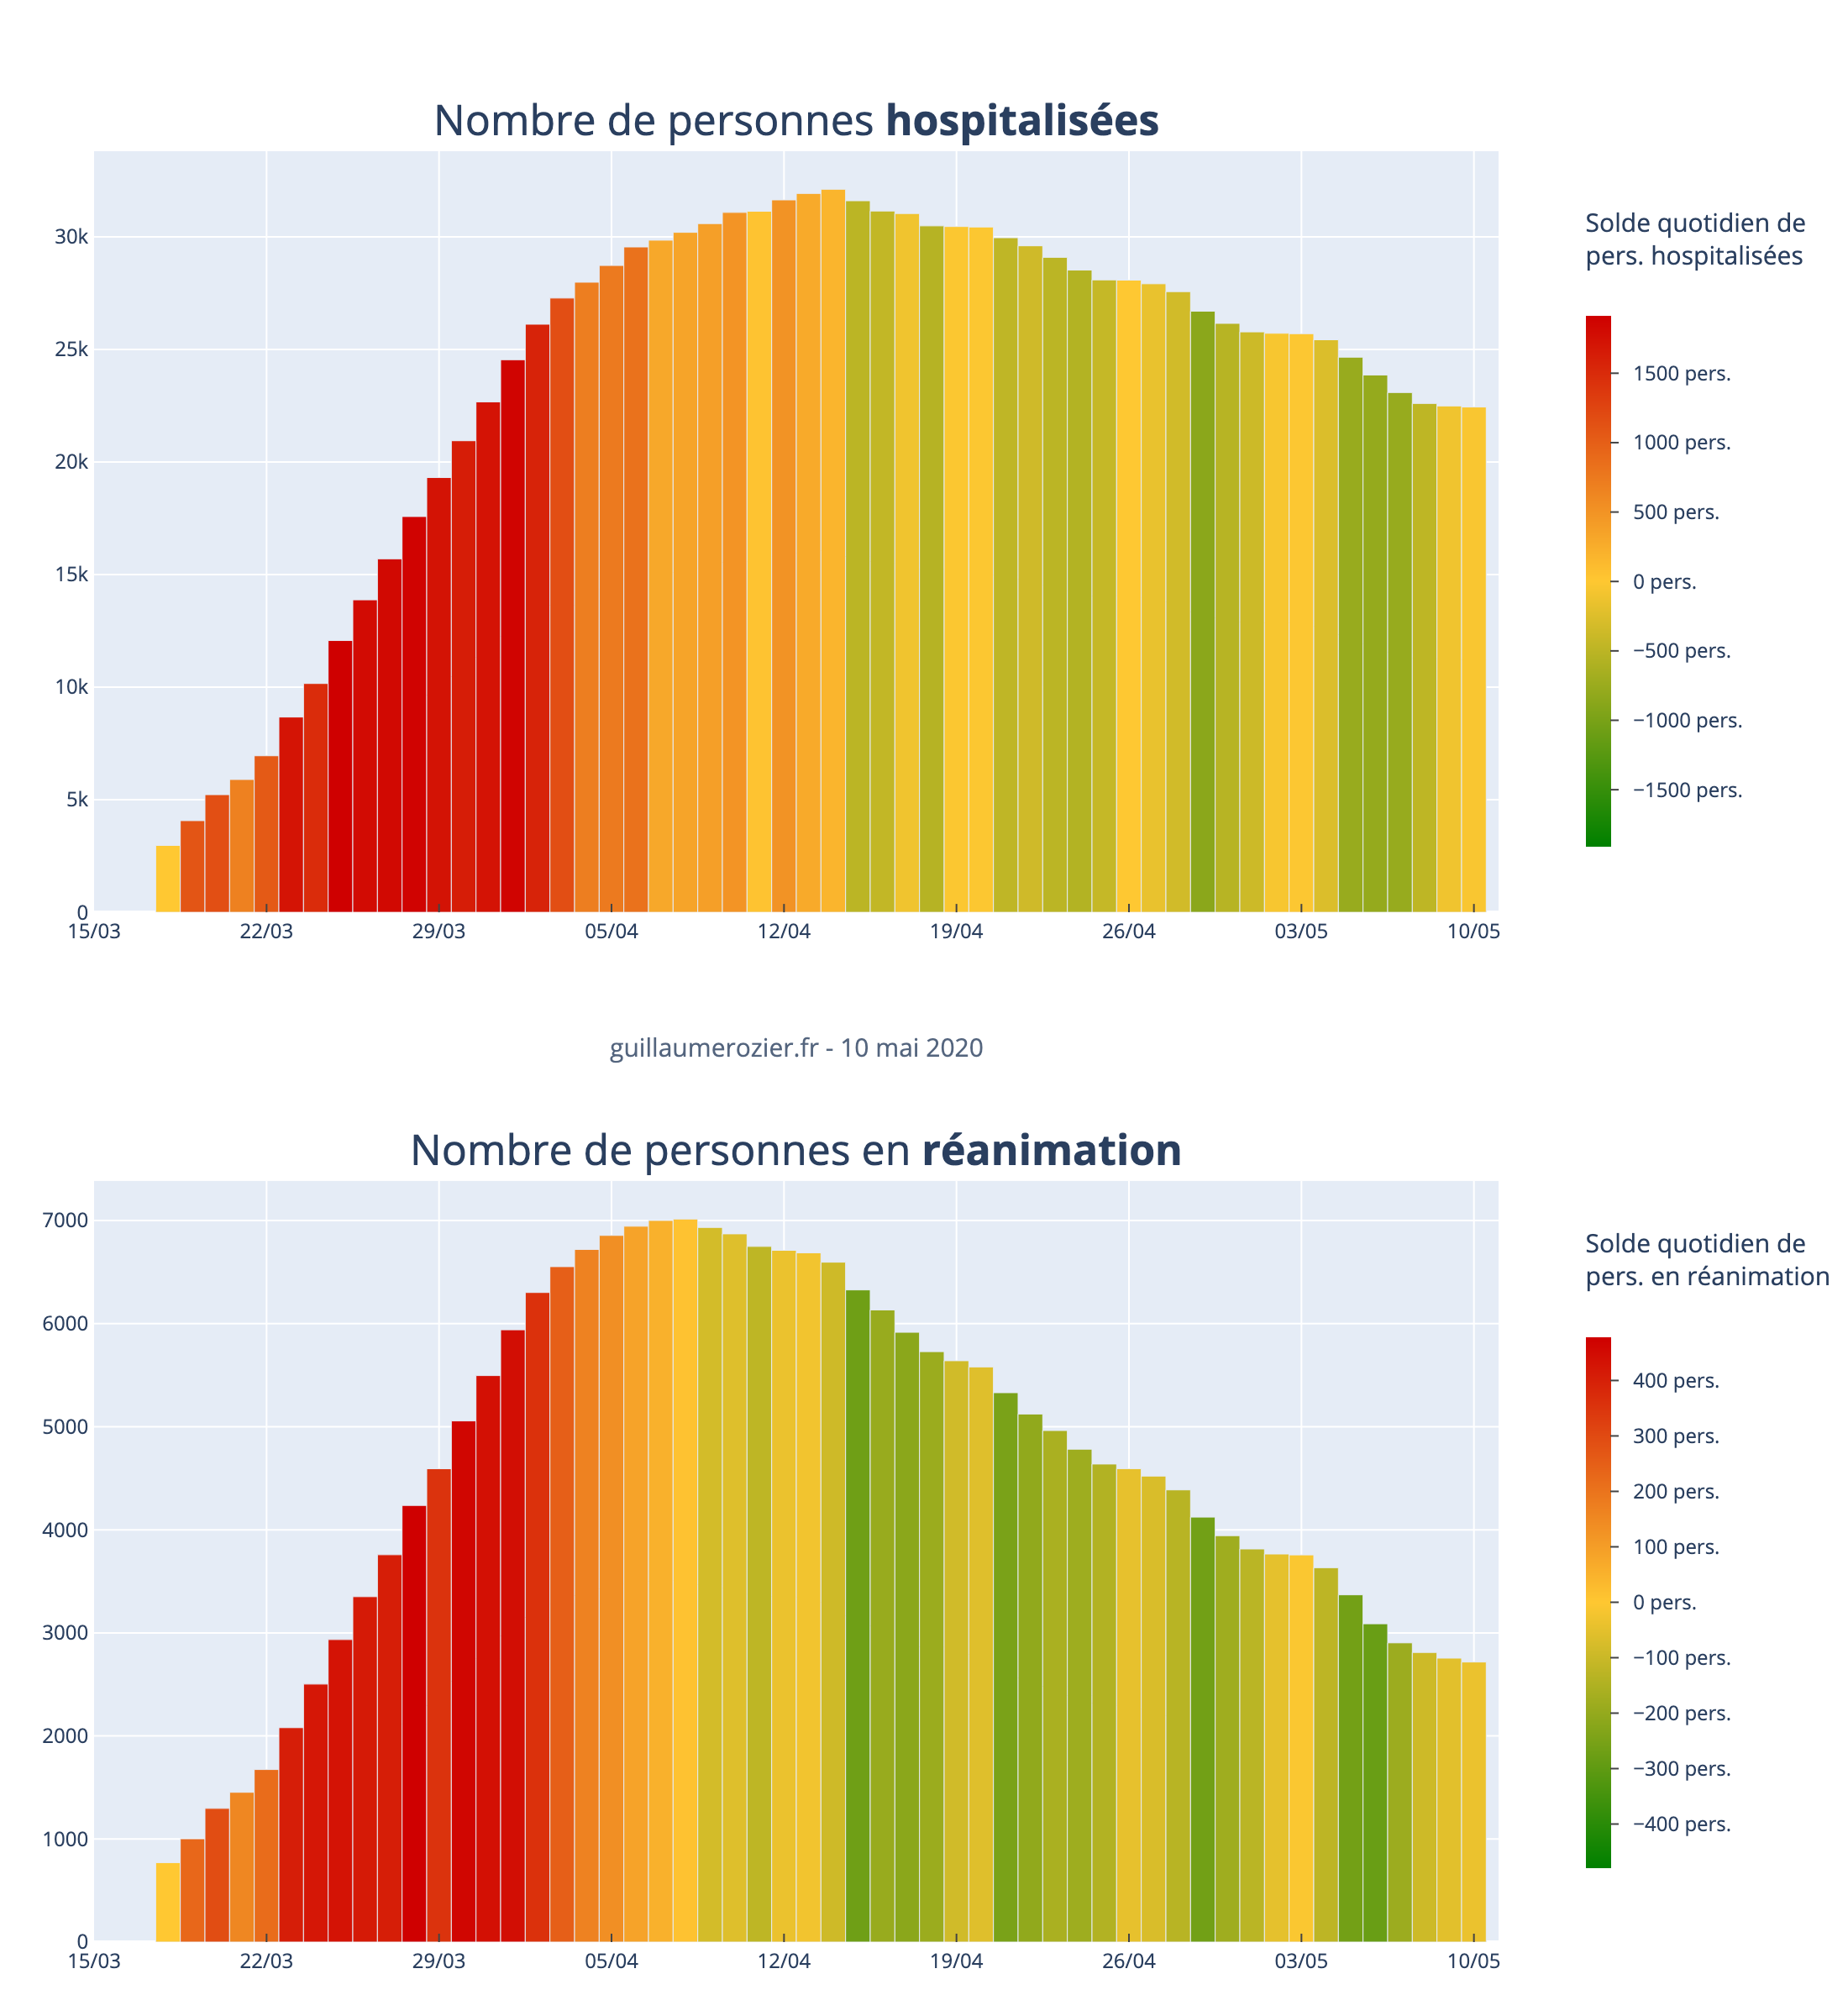 Nombre de personnes hospitalisées
Solde quotidien de
pers. hospitalisées
30k
25k
20k
15k
10k
5k
0
1500 pers.
1000 pers.
500 pers.
0 pers.
−500 pers.
−1000 pers.
−1500 pers.
15/03 22/03 29/03 05/04 12/04 19/04 26/04 03/05 10/05
guillaumerozier.fr - 10 mai 2020
Nombre de personnes en réanimation
Solde quotidien de
pers. en réanimation
7000
6000
5000
4000
3000
2000
1000
0
400 pers.
300 pers.
200 pers.
100 pers.
0 pers.
−100 pers.
−200 pers.
−300 pers.
−400 pers.
15/03 22/03 29/03 05/04 12/04 19/04 26/04 03/05 10/05